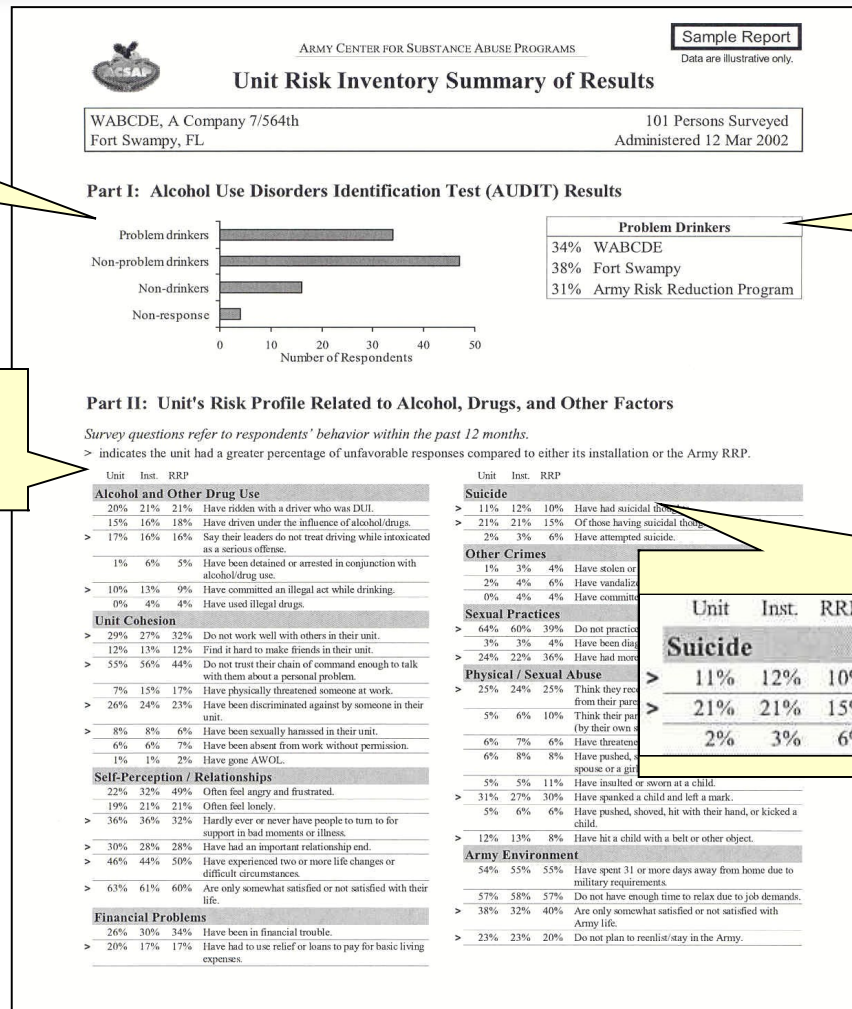 ACSAP
ARMY CENTER FOR SUBSTANCE ABUSE PROGRAMS
Sample Report
Data are illustrative only.
Unit Risk Inventory Summary of Results
WABCDE, A Company 7/564th
Fort Swampy, FL
101 Persons Surveyed
Administered 12 Mar 2002
Part I: Alcohol Use Disorders Identification Test (AUDIT) Results
Problem drinkers
Non-problem drinkers
Non-drinkers
Non-response
0 10 20 30 40 50
Number of Respondents
Problem Drinkers
34% WABCDE
38% Fort Swampy
31% Army Risk Reduction Program
Part II: Unit's Risk Profile Related to Alcohol, Drugs, and Other Factors
Survey questions refer to respondents' behavior within the past 12 months.
> indicates the unit had a greater percentage of unfavorable responses compared to either its installation or the Army RRP.
Unit Inst. RRP
Alcohol and Other Drug Use
20% 21% 21% Have ridden with a driver who was DUI.
15% 16% 18% Have driven under the influence of alcohol/drugs.
> 17% 16% 16% Say their leaders do not treat driving while intoxicated
as a serious offense.
1% 6% 5% Have been detained or arrested in conjunction with
alcohol/drug use.
> 10% 13% 9% Have committed an illegal act while drinking.
0% 4% 4% Have used illegal drugs.
Unit Cohesion
> 29% 27% 32% Do not work well with others in their unit.
12% 13% 12% Find it hard to make friends in their unit.
> 55% 56% 44% Do not trust their chain of command enough to talk
with them about a personal problem.
7% 15% 17% Have physically threatened someone at work.
> 26% 24% 23% Have been discriminated against by someone in their
unit.
> 8% 8% 6% Have been sexually harassed in their unit.
6% 6% 7% Have been absent from work without permission.
1% 1% 2% Have gone AWOL.
Self-Perception / Relationships
22% 32% 49% Often feel angry and frustrated.
19% 21% 21% Often feel lonely.
> 36% 36% 32% Hardly ever or never have people to turn to for
support in bad moments or illness.
> 30% 28% 28% Have had an important relationship end.
> 46% 44% 50% Have experienced two or more life changes or
difficult circumstances.
> 63% 61% 60% Are only somewhat satisfied or not satisfied with their
life.
Financial Problems
26% 30% 34% Have been in financial trouble.
> 20% 17% 17% Have had to use relief or loans to pay for basic living
expenses.
Unit Inst. RRP
Suicide
> 11% 12% 10% Have had suicidal
> 21% 21% 15% Of those having suicidal
2% 3% 6% Have attempted suicide.
Other Crimes
1% 3% 4% Have stolen or
2% 4% 6% Have
0% 4% 4% Have
Sexual Practices
> 64% 60% 39% Do not practice
3% 3% 4% Have been
> 24% 22% 36% Have had more
Physical / Sexual Abuse
> 25% 24% 25% Think they
from their
5% 6% 10% Think their
(by their own
6% 7% 6% Have
6% 8% 8% Have pushed,
spouse or a
5% 5% 11% Have insulted or sworn at a child.
> 31% 27% 30% Have spanked a child and left a mark.
5% 6% 6% Have pushed, shoved, hit with their hand, or kicked a
child.
> 12% 13% 8% Have hit a child with a belt or other object.
Army Environment
54% 55% 55% Have spent 31 or more days away from home due to
military requirements.
57% 58% 57% Do not have enough time to relax due to job demands.
> 38% 32% 40% Are only somewhat satisfied or not satisfied with
Army life.
> 23% 23% 20% Do not plan to reenlist/stay in the Army.
Unit Inst.
Suicide
> 11% 12%
> 21% 21%
2% 3%